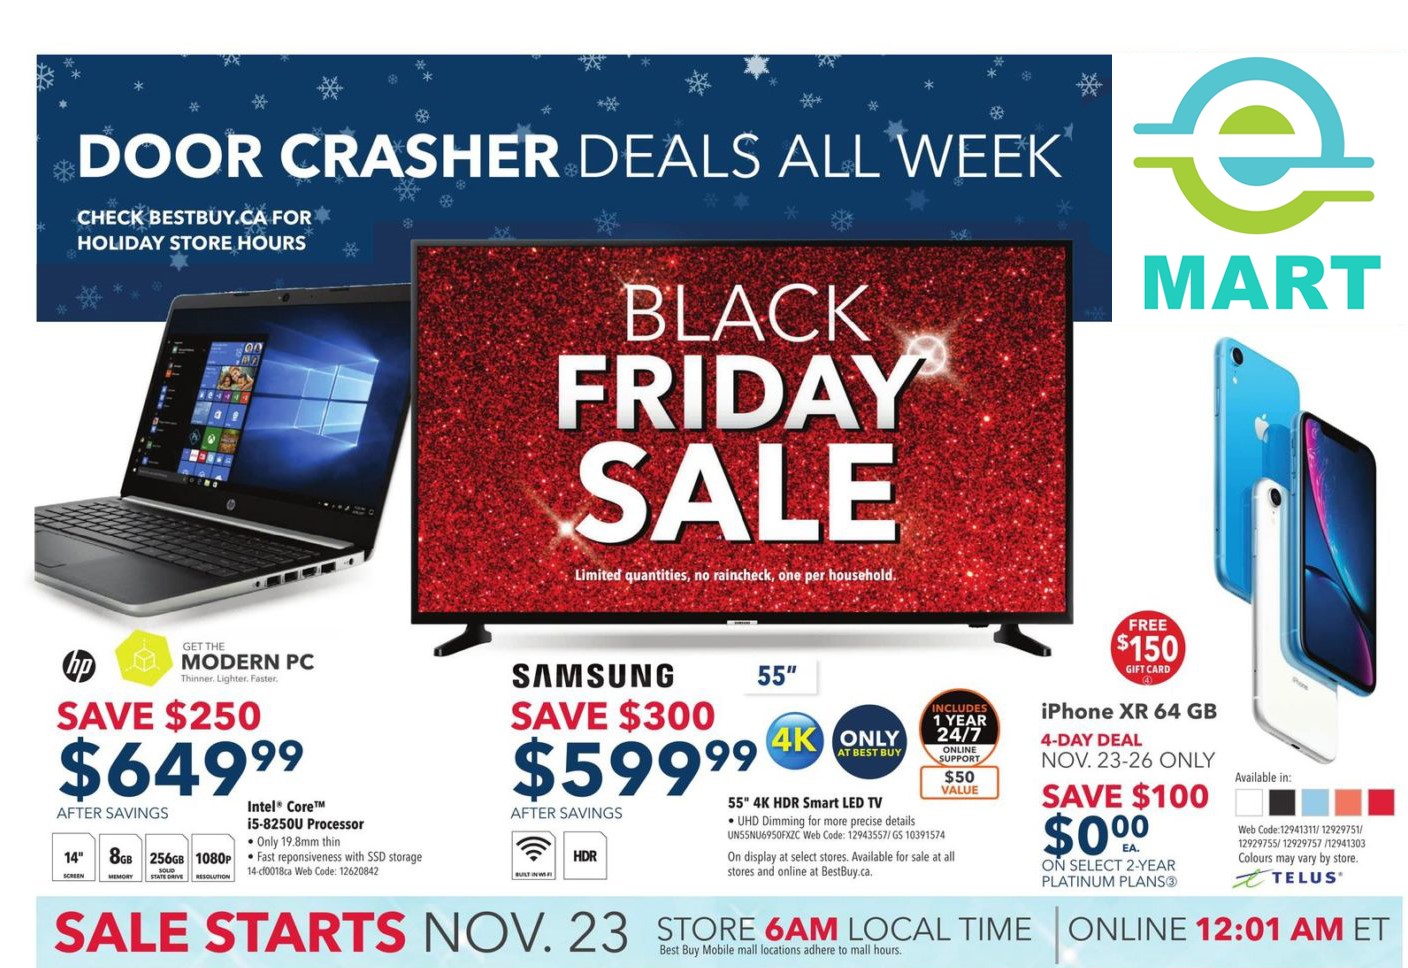 DOOR CRASHER DEALS ALL WEEK
CHECK BESTBUY.CA FOR
HOLIDAY STORE HOURS
e
MART
BLACK
FRIDAY
SALE
Limited quantities, no raincheck, one per household.
hp
GET THE
MODERN PC
Thinner. Lighter. Faster.
SAVE $250
$649 99
AFTER SAVINGS
Intel® Core™
i5-8250U Processor
• Only 19.8mm thin
• Fast reponsiveness with SSD storage
14-cf0018ca Web Code: 12620842
14"
SCREEN
8GB
MEMORY
256GB
SOLID
STATE DRIVE
1080P
RESOLUTION
SAMSUNG
55"
SAVE $300
$599 99
AFTER SAVINGS
4K
ONLY
AT BEST BUY
INCLUDES
1 YEAR
24/7
ONLINE
SUPPORT
$50
VALUE
BUILT-IN WI-FI
HDR
55" 4K HDR Smart LED TV
• UHD Dimming for more precise details
UN55NU6950FXZC Web Code: 12943557/ GS 10391574
On display at select stores. Available for sale at all
stores and online at BestBuy.ca.
FREE
$150
GIFT CARD
④
iPhone XR 64 GB
4-DAY DEAL
NOV. 23-26 ONLY
SAVE $100
$0 00
EA.
ON SELECT 2-YEAR
PLATINUM PLANS③
Available in:
Web Code:12941311/ 12929751/
12929755/ 12929757 /12941303
Colours may vary by store.
TELUS®
SALE STARTS NOV. 23
STORE 6AM LOCAL TIME
Best Buy Mobile mall locations adhere to mall hours.
ONLINE 12:01 AM ET